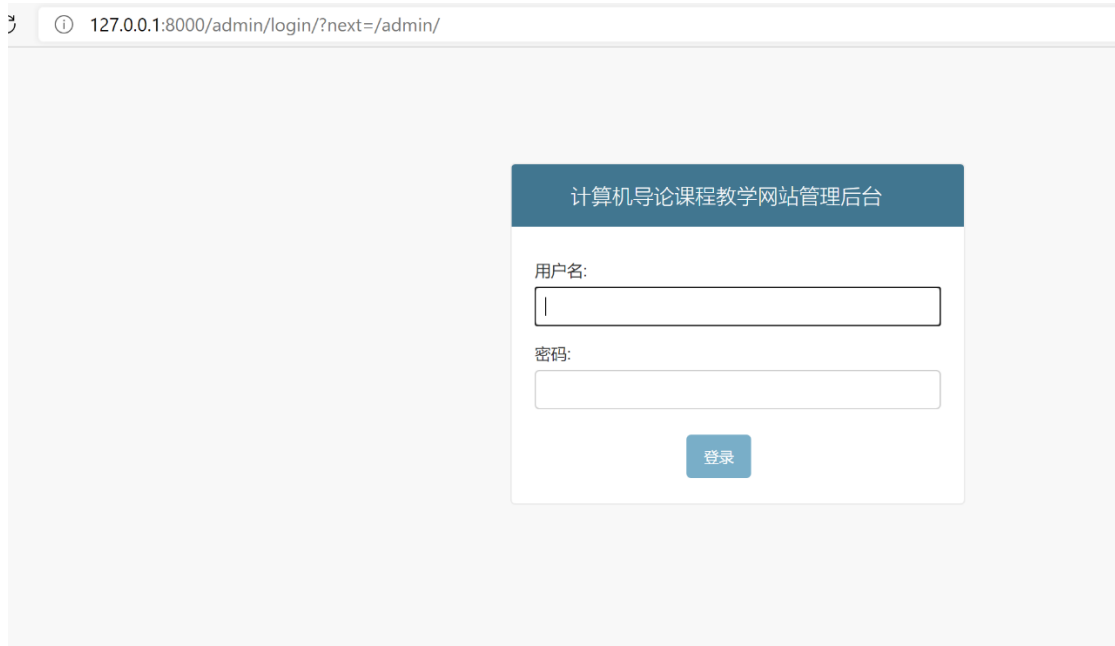 127.0.0.1:8000/admin/login/?next=/admin/
计算机导论课程教学网站管理后台
用户名:
密码:
登录